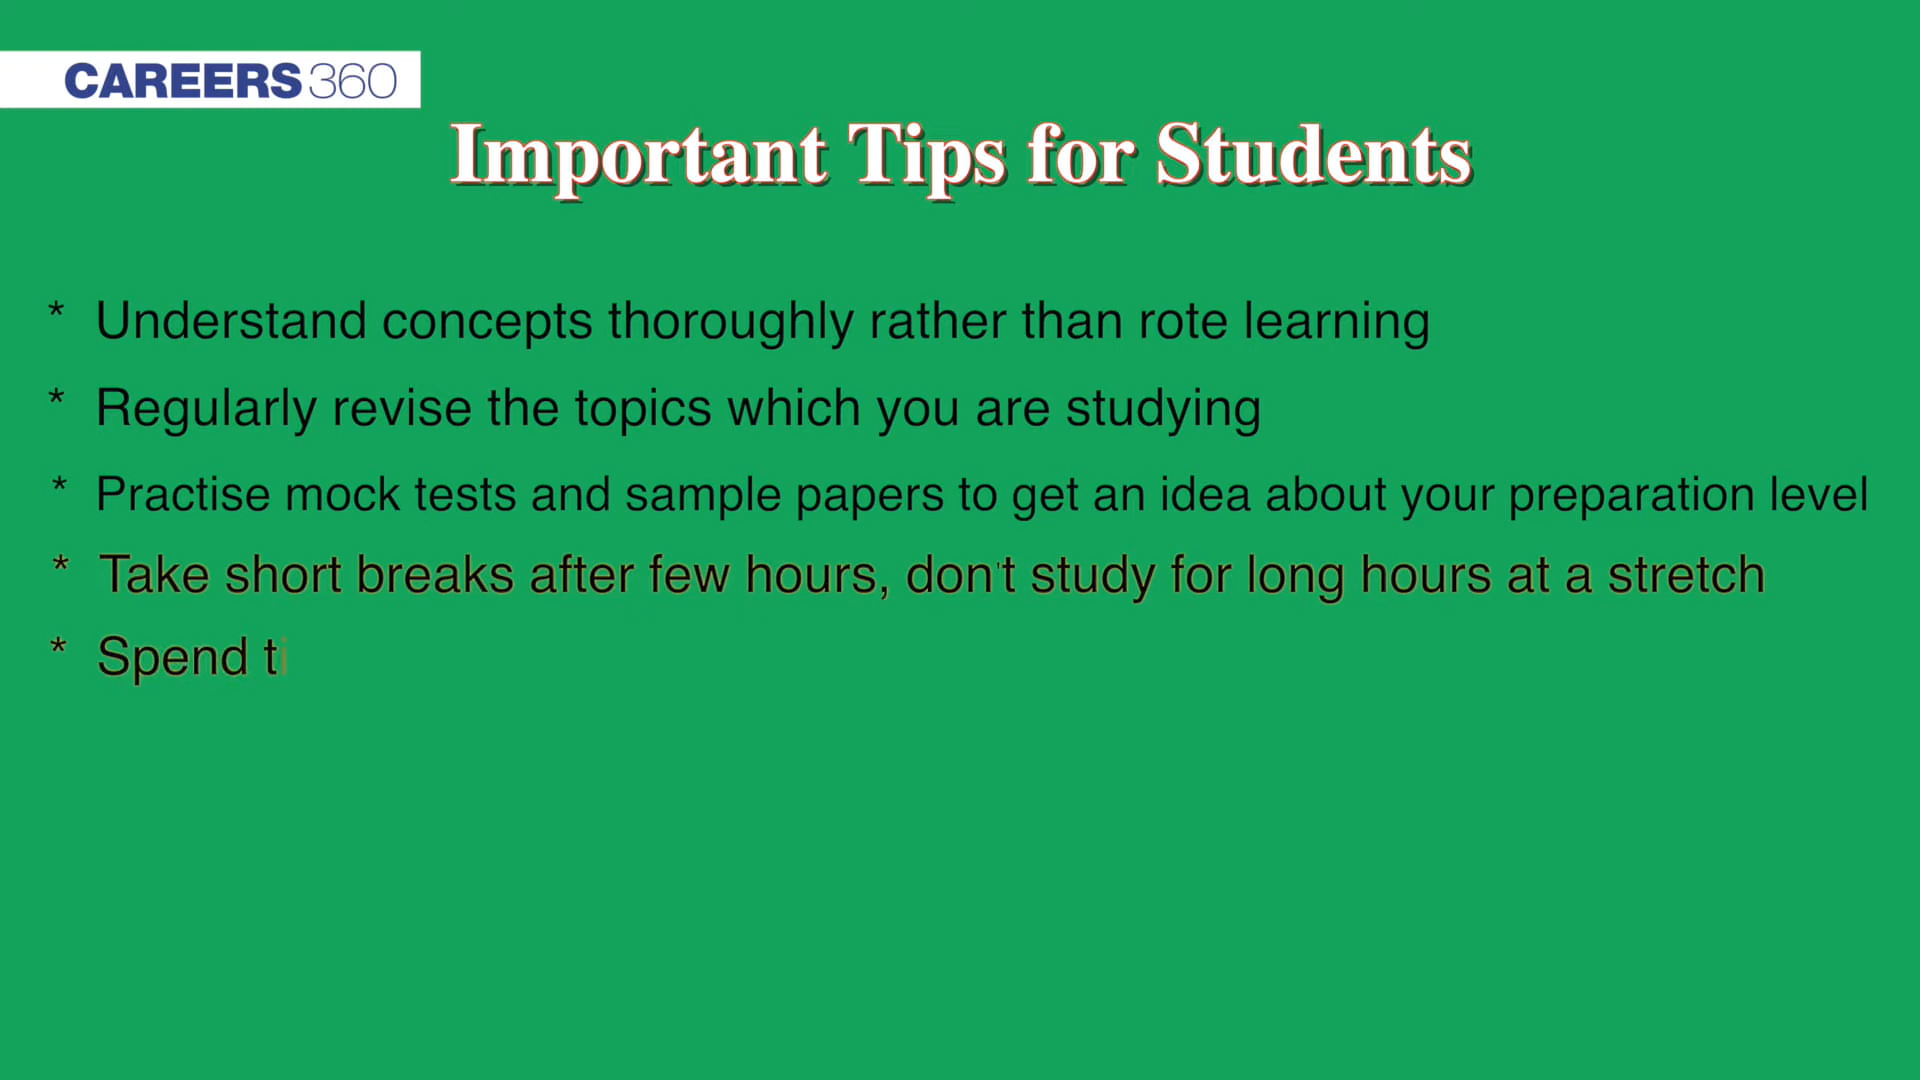 CAREERS360
Important Tips for Students
* Understand concepts thoroughly rather than rote learning
* Regularly revise the topics which you are studying
* Practise mock tests and sample papers to get an idea about your preparation level
* Take short breaks after few hours, don't study for long hours at a stretch
* Spend ti